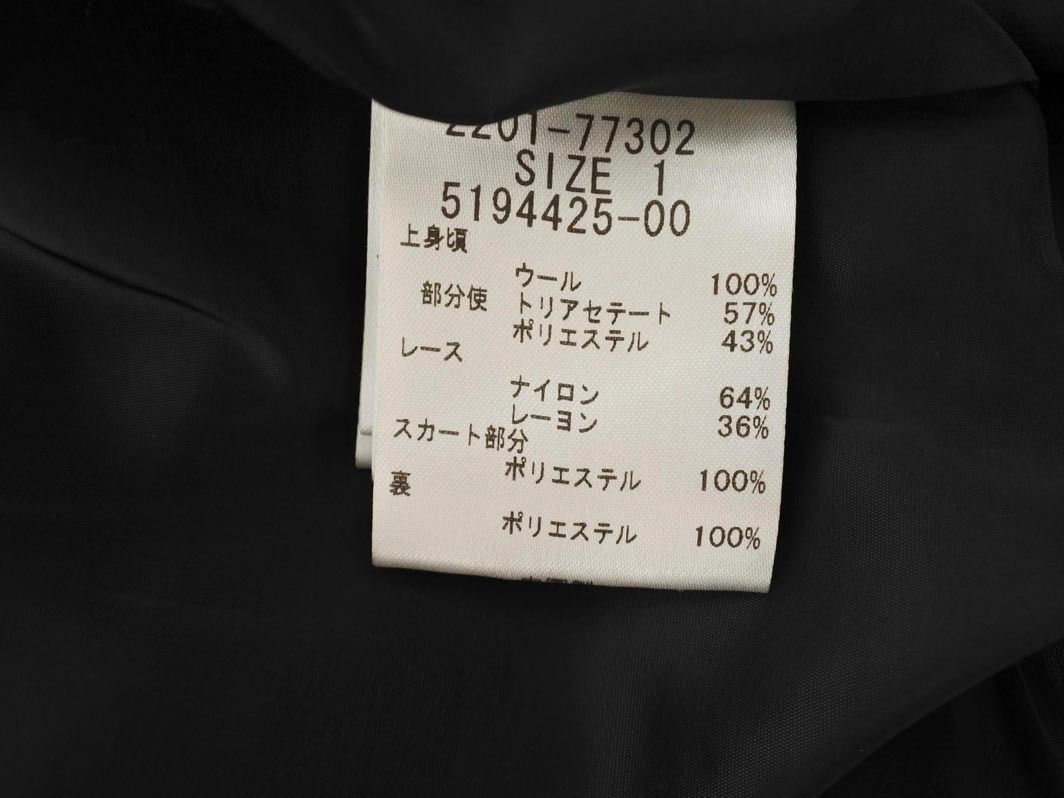 2201-77302
SIZE 1
5194425-00
上身頃
ウール 100%
部分使 トリアセテート 57%
ポリエステル 43%
レース
ナイロン 64%
レーヨン 36%
スカート部分
ポリエステル 100%
裏
ポリエステル 100%